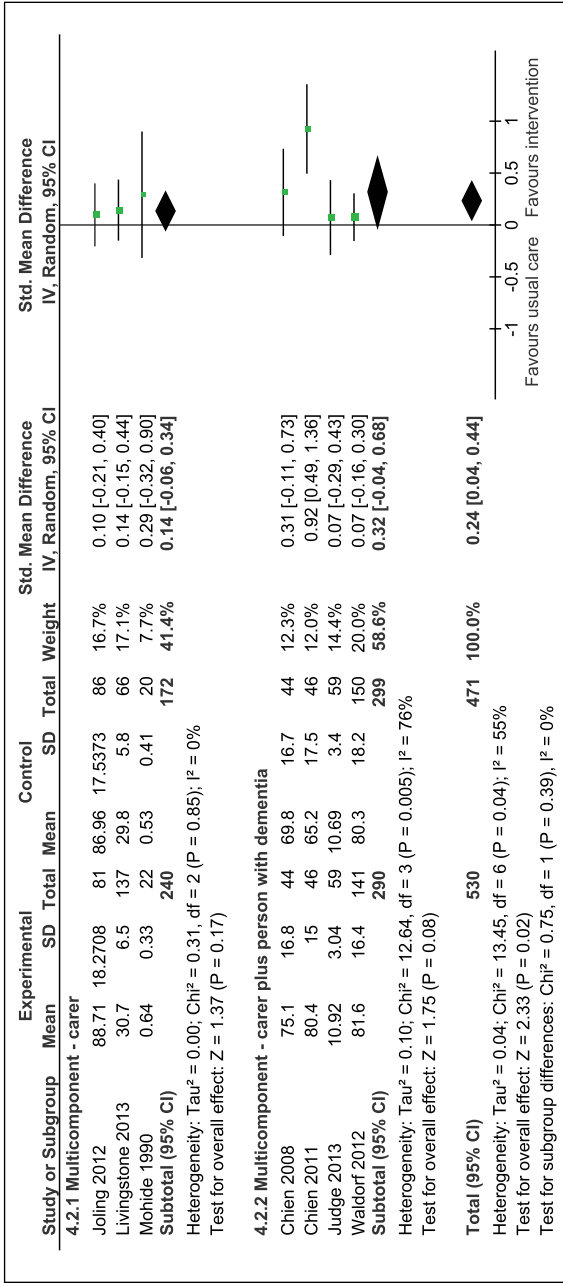 Experimental Control Std. Mean Difference Std. Mean Difference
Study or Subgroup Mean SD Total Mean SD Total Weight IV, Random, 95% CI IV, Random, 95% CI
4.2.1 Multicomponent - carer
Joling 2012 88.71 18.2708 81 86.96 17.5373 86 16.7% 0.10 [-0.21, 0.40]
Livingstone 2013 30.7 6.5 137 29.8 5.8 66 17.1% 0.14 [-0.15, 0.44]
Mohide 1990 0.64 0.33 22 0.53 0.41 20 7.7% 0.29 [-0.32, 0.90]
Subtotal (95% CI) 240 172 41.4% 0.14 [-0.06, 0.34]
Heterogeneity: Tau² = 0.00; Chi² = 0.31, df = 2 (P = 0.85); I² = 0%
Test for overall effect: Z = 1.37 (P = 0.17)
4.2.2 Multicomponent - carer plus person with dementia
Chien 2008 75.1 16.8 44 69.8 16.7 44 12.3% 0.31 [-0.11, 0.73]
Chien 2011 80.4 15 46 65.2 17.5 46 12.0% 0.92 [0.49, 1.36]
Judge 2013 10.92 3.04 59 10.69 3.4 59 14.4% 0.07 [-0.29, 0.43]
Waldorf 2012 81.6 16.4 141 80.3 18.2 150 20.0% 0.07 [-0.16, 0.30]
Subtotal (95% CI) 290 299 58.6% 0.32 [-0.04, 0.68]
Heterogeneity: Tau² = 0.10; Chi² = 12.64, df = 3 (P = 0.005); I² = 76%
Test for overall effect: Z = 1.75 (P = 0.08)
Total (95% CI) 530 471 100.0% 0.24 [0.04, 0.44]
Heterogeneity: Tau² = 0.04; Chi² = 13.45, df = 6 (P = 0.04); I² = 55%
Test for overall effect: Z = 2.33 (P = 0.02)
Test for subgroup differences: Chi² = 0.75, df = 1 (P = 0.39), I² = 0%
-1 -0.5 0 0.5 1
Favours usual care Favours intervention